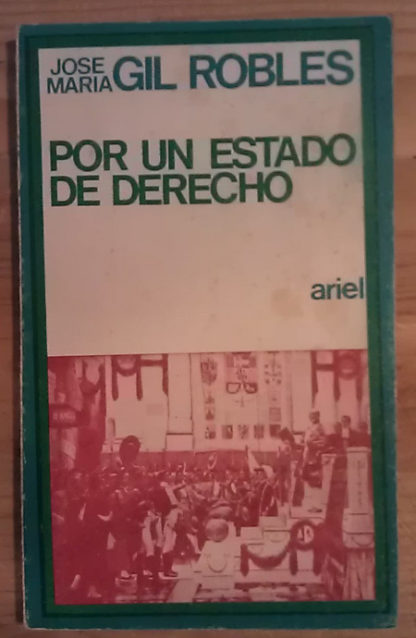 JOSE
MARIA GIL ROBLES
POR UN ESTADO
DE DERECHO
ariel